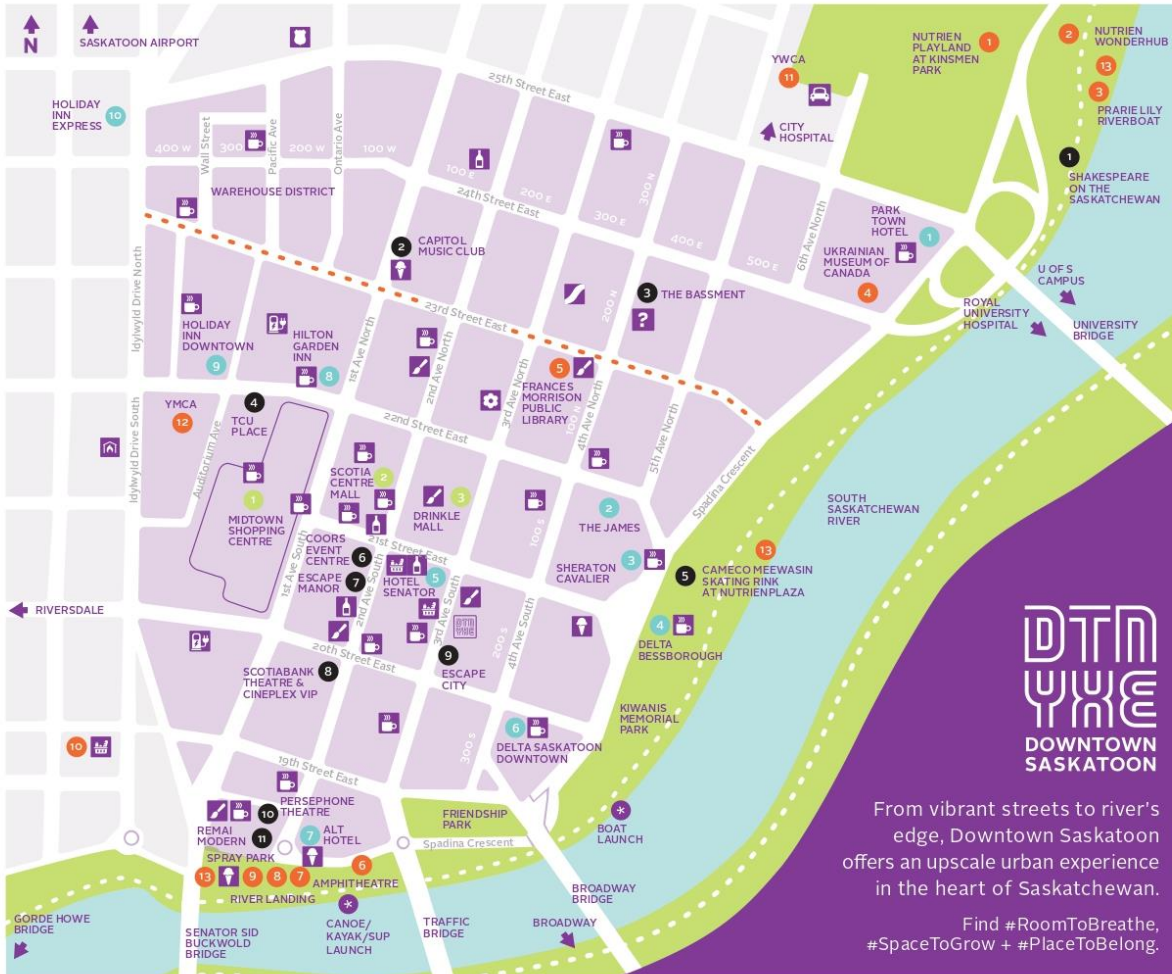 N
SASKATOON AIRPORT
HOLIDAY
INN
EXPRESS
10
25th Street East
YWCA
11
CITY
HOSPITAL
NUTRIEN
PLAYLAND
AT KINSMEN
PARK
1
2
NUTRIEN
WONDERHUB
13
3
PRARIE LILY
RIVERBOAT
1
SHAKESPEARE
ON THE
SASKATCHEWAN
400 W
Wall Street
300
Pacific Ave
200 W
Ontario Ave
100 W
100 E
200 E
300 E
300 N
400 E
500 E
WAREHOUSE DISTRICT
24th Street East
6th Ave North
PARK
TOWN
HOTEL
1
UKRAINIAN
MUSEUM OF
CANADA
4
U OF S
CAMPUS
ROYAL
UNIVERSITY
HOSPITAL
UNIVERSITY
BRIDGE
2
CAPITOL
MUSIC CLUB
3
THE BASSMENT
?
200 N
23rd Street East
Idylwyld Drive North
HOLIDAY
INN
DOWNTOWN
9
HILTON
GARDEN
INN
8
1st Ave North
2nd Ave North
3rd Ave North
5
FRANCES
MORRISON
PUBLIC
LIBRARY
100 N
4th Ave North
5th Ave North
22nd Street East
Spadina Crescent
YMCA
12
4
TCU
PLACE
Idylwyld Drive South
Auditorium Ave
1
MIDTOWN
SHOPPING
CENTRE
SCOTIA
CENTRE
MALL
2
DRINKLE
MALL
3
100 S
2
THE JAMES
SHERATON
CAVALIER
3
SOUTH
SASKATCHEWAN
RIVER
13
5
CAMECO MEEWASIN
SKATING RINK
AT NUTRIEN PLAZA
21st Street East
COORS
EVENT
CENTRE
6
ESCAPE
MANOR
7
HOTEL
SENATOR
5
1st Ave South
2nd Ave South
3rd Ave South
4th Ave South
200 S
DTN
YXE
RIVERSDALE
4
DELTA
BESSBOROUGH
20th Street East
SCOTIABANK
THEATRE &
CINEPLEX VIP
8
9
ESCAPE
CITY
KIWANIS
MEMORIAL
PARK
6
DELTA SASKATOON
DOWNTOWN
300 S
10
19th Street East
PERSEPHONE
THEATRE
10
REMAI
MODERN
11
7
ALT
HOTEL
FRIENDSHIP
PARK
Spadina Crescent
BOAT
LAUNCH
SPRAY PARK
13
9
8
7
6
AMPHITHEATRE
RIVER LANDING
CANOE/
KAYAK/SUP
LAUNCH
GORDE HOWE
BRIDGE
SENATOR SID
BUCKWOLD
BRIDGE
TRAFFIC
BRIDGE
BROADWAY
BRIDGE
BROADWAY
DTN
YXE
DOWNTOWN
SASKATOON
From vibrant streets to river's
edge, Downtown Saskatoon
offers an upscale urban experience
in the heart of Saskatchewan.
Find #RoomToBreathe,
#SpaceToGrow + #PlaceToBelong.